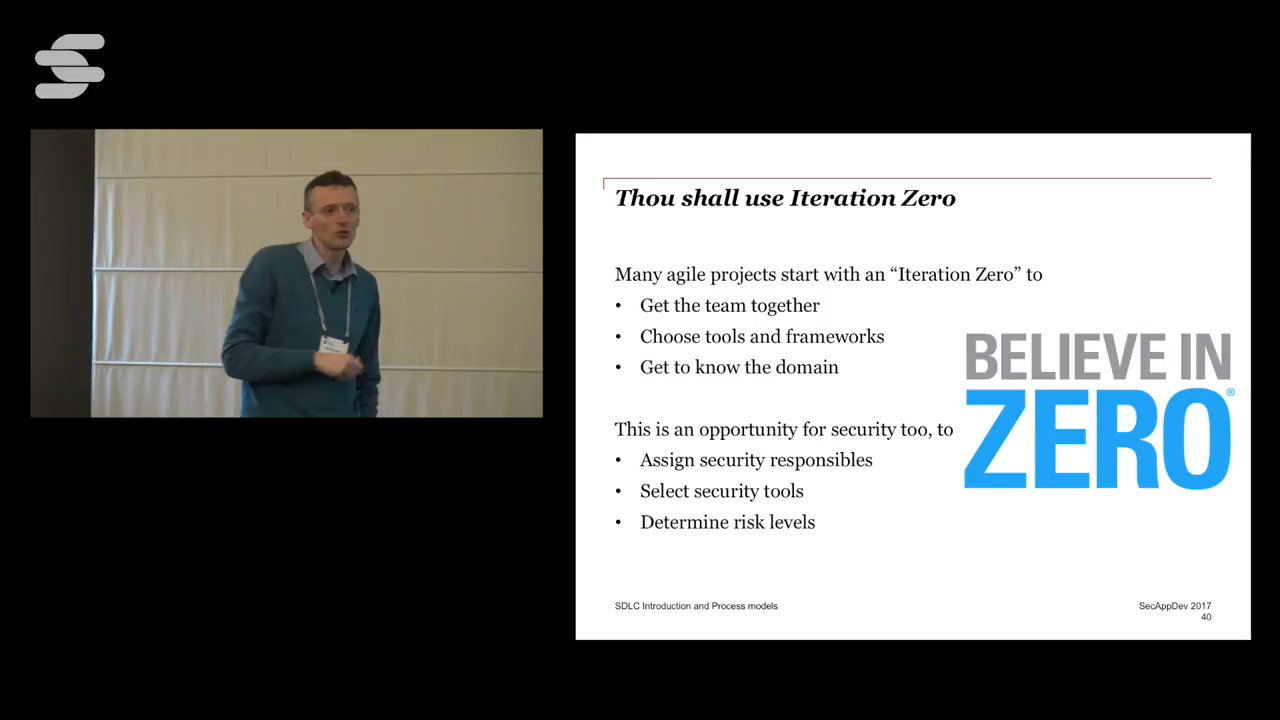 Thou shall use Iteration Zero
Many agile projects start with an “Iteration Zero” to
• Get the team together
• Choose tools and frameworks
• Get to know the domain
This is an opportunity for security too, to
• Assign security responsibles
• Select security tools
• Determine risk levels
BELIEVE IN
ZERO®
SDLC Introduction and Process models
SecAppDev 2017
40